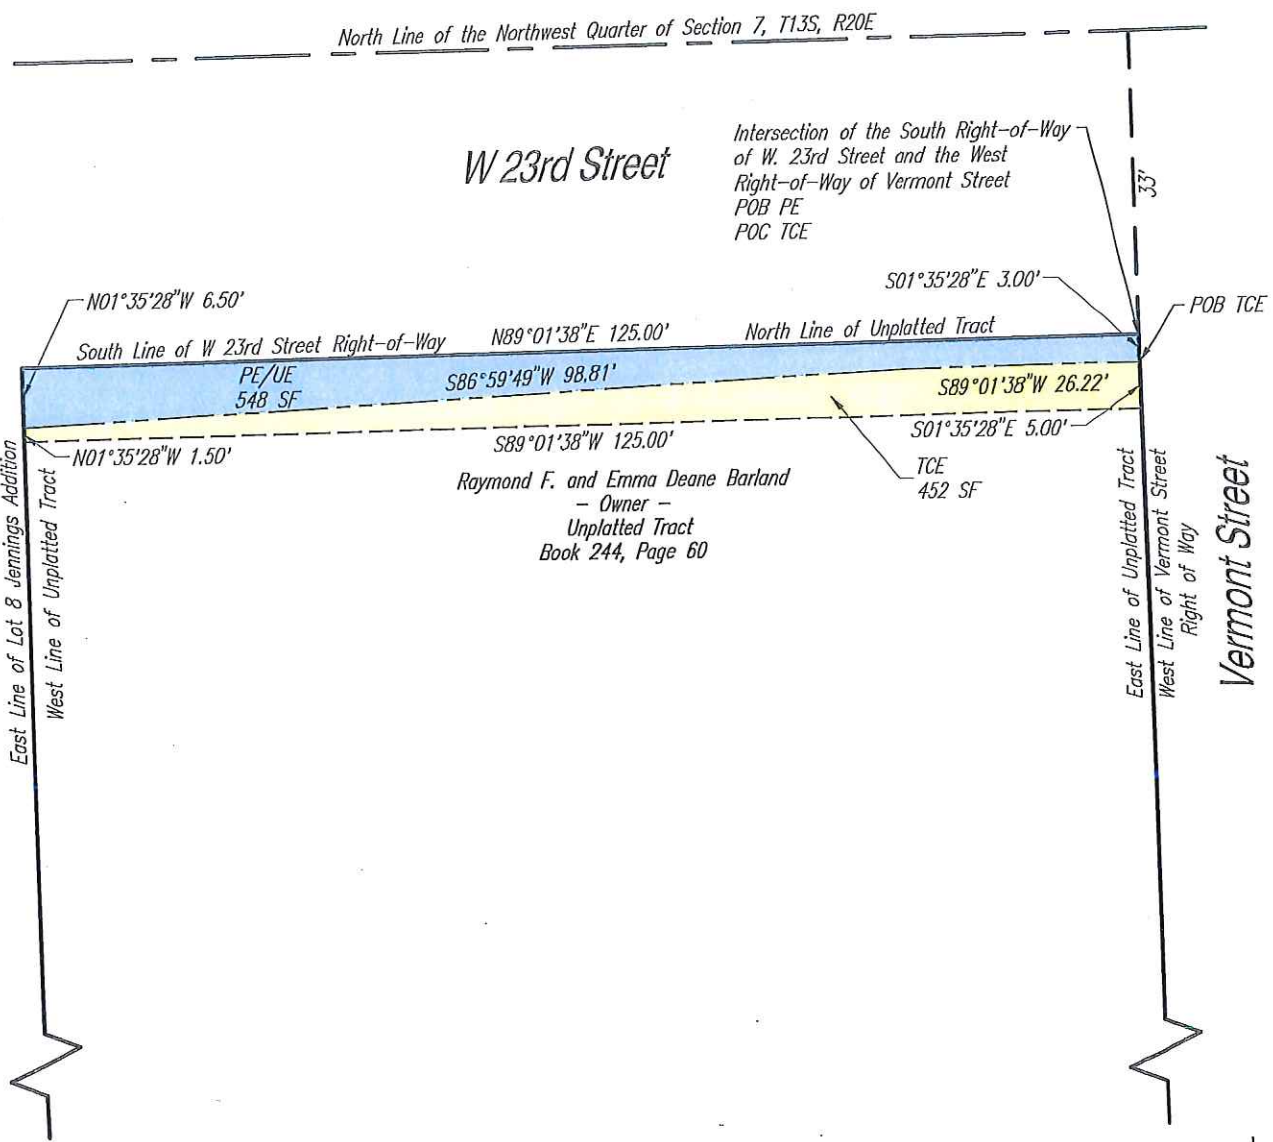 North Line of the Northwest Quarter of Section 7, T13S, R20E
W 23rd Street
Intersection of the South Right-of-Way
of W. 23rd Street and the West
Right-of-Way of Vermont Street
POB PE
POC TCE
33'
S01°35'28"E 3.00'
POB TCE
N01°35'28"W 6.50'
South Line of W 23rd Street Right-of-Way
N89°01'38"E 125.00'
North Line of Unplatted Tract
PE/UE
548 SF
S86°59'49"W 98.81'
S89°01'38"W 26.22'
N01°35'28"W 1.50'
S89°01'38"W 125.00'
S01°35'28"E 5.00'
TCE
452 SF
Raymond F. and Emma Deane Barland
- Owner -
Unplatted Tract
Book 244, Page 60
East Line of Lot 8 Jennings Addition
West Line of Unplatted Tract
East Line of Unplatted Tract
West Line of Vermont Street
Right of Way
Vermont Street